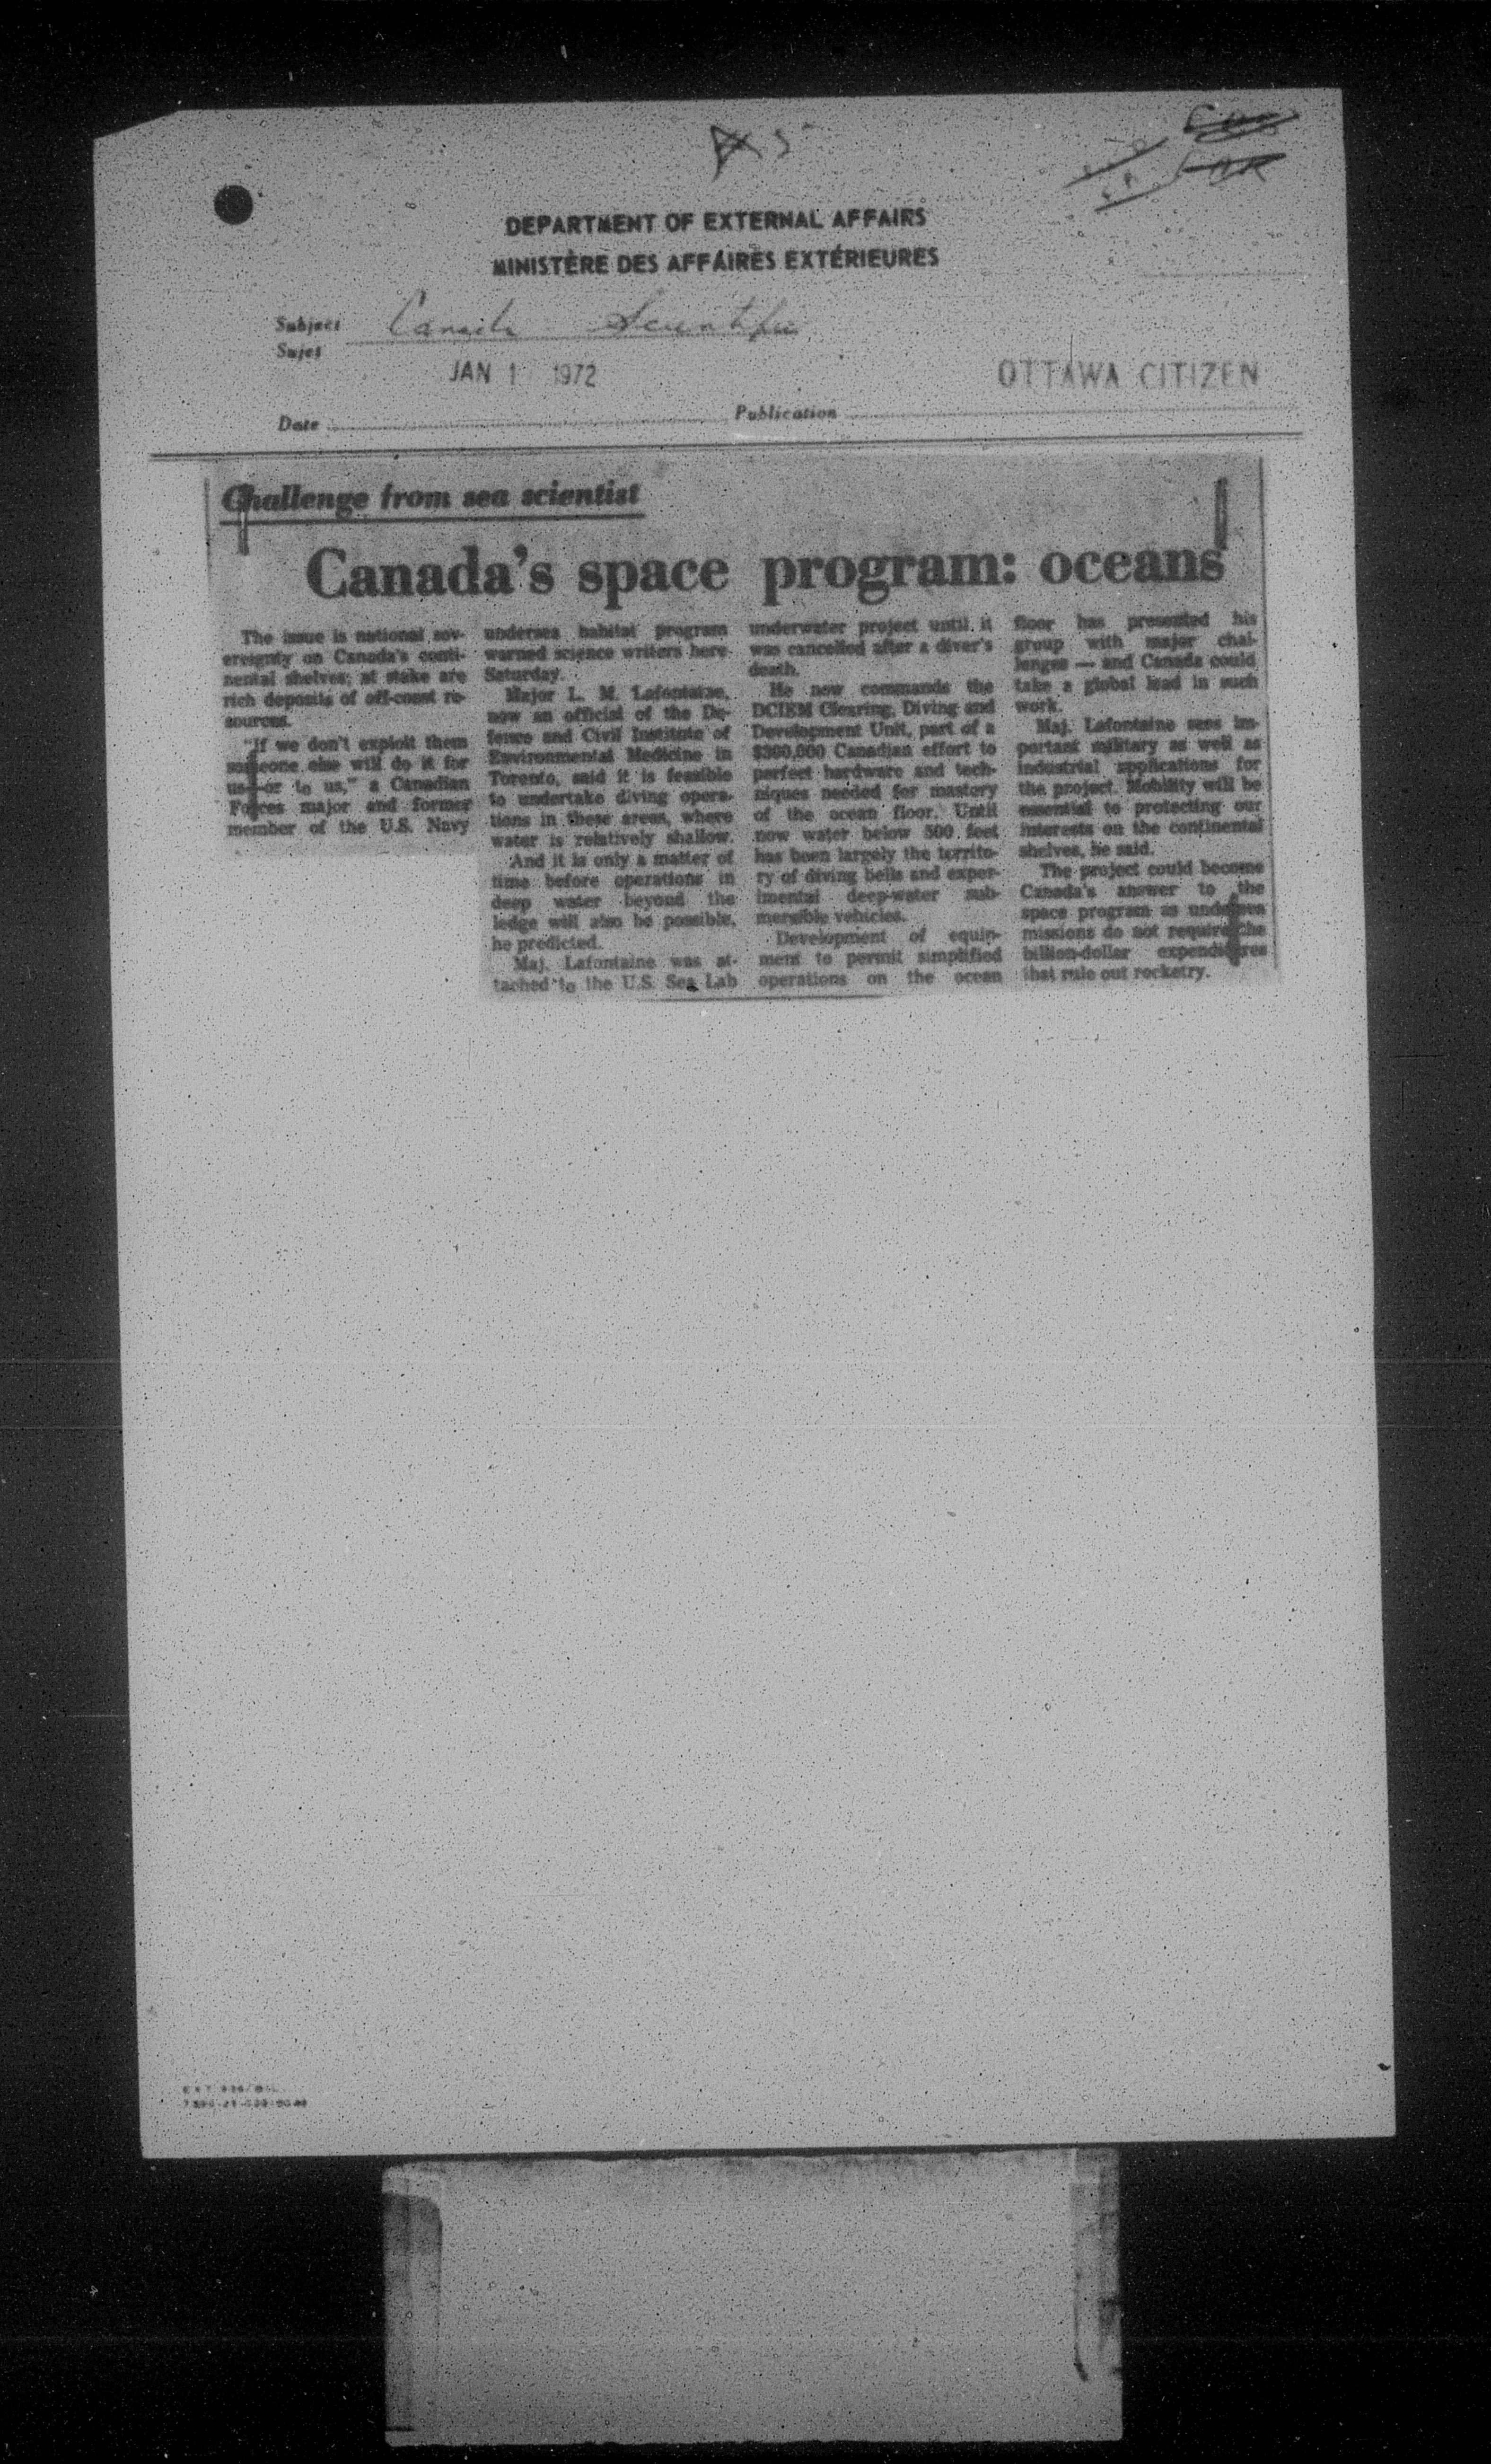 DEPARTMENT OF EXTERNAL AFFAIRS
MINISTÈRE DES AFFAIRES EXTÉRIEURES
Subject Canada Scientific
Sujet
JAN 1 1972
OTTAWA CITIZEN
Date
Publication
Challenge from sea scientist
Canada's space program: oceans
The issue is national sov-
ereignty on Canada's conti-
nental shelves; at stake are
rich deposits of off-coast re-
sources.
"If we don't exploit them
someone else will do it for
us—or to us," a Canadian
Forces major and former
member of the U.S. Navy
undersea habitat program
warned science writers here
Saturday.
Major L. M. Lafontaine,
now an official of the De-
fence and Civil Institute of
Environmental Medicine in
Toronto, said it is feasible
to undertake diving opera-
tions in these areas, where
water is relatively shallow.
And it is only a matter of
time before operations in
deep water beyond the
ledge will also be possible,
he predicted.
Maj. Lafontaine was at-
tached to the U.S. Sea Lab
underwater project until it
was cancelled after a diver's
death.
He now commands the
DCIEM Clearing, Diving and
Development Unit, part of a
$300,000 Canadian effort to
perfect hardware and tech-
niques needed for mastery
of the ocean floor. Until
now water below 500 feet
has been largely the territo-
ry of diving bells and exper-
imental deep-water sub-
mersible vehicles.
Development of equip-
ment to permit simplified
operations on the ocean
floor has presented his
group with major chal-
lenges — and Canada could
take a global lead in such
work.
Maj. Lafontaine sees im-
portant military as well as
industrial applications for
the project. Mobility will be
essential to protecting our
interests on the continental
shelves, he said.
The project could become
Canada's answer to the
space program as undersea
missions do not require the
billion-dollar expenditures
that rule out rocketry.